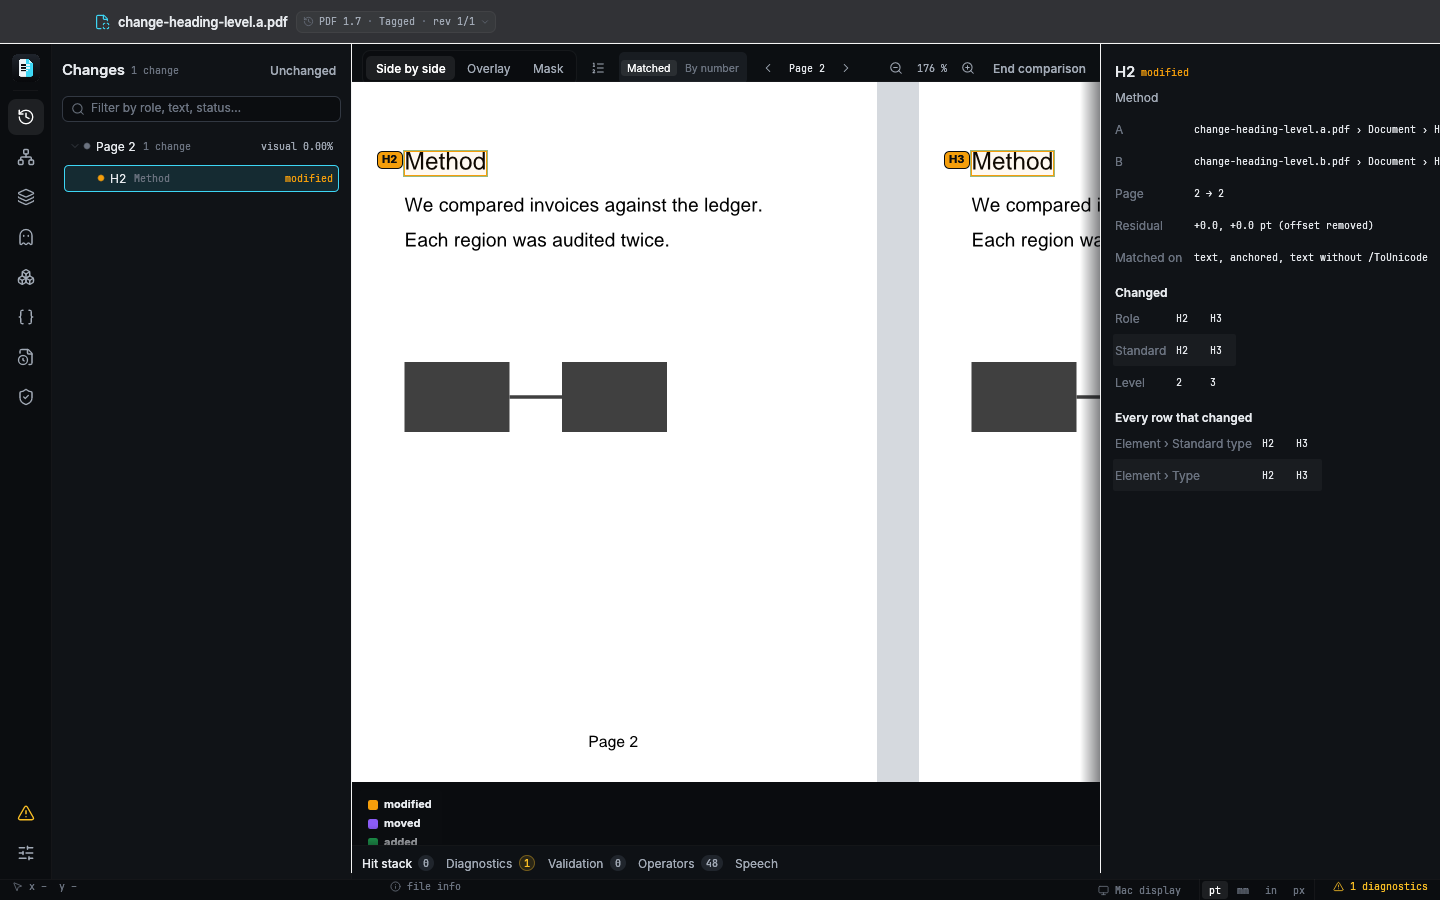 change-heading-level.a.pdf PDF 1.7 · Tagged · rev 1/1
Changes 1 change Unchanged
Filter by role, text, status...
Page 2 1 change visual 0.00%
H2 Method modified
Side by side Overlay Mask Matched By number Page 2 176 % End comparison
H2 Method
We compared invoices against the ledger.
Each region was audited twice.
Page 2
H3 Method
We compared i
Each region wa
modified
moved
added
Hit stack 0 Diagnostics 1 Validation 0 Operators 48 Speech
H2 modified
Method
A change-heading-level.a.pdf › Document › H
B change-heading-level.b.pdf › Document › H
Page 2 → 2
Residual +0.0, +0.0 pt (offset removed)
Matched on text, anchored, text without /ToUnicode
Changed
Role H2 H3
Standard H2 H3
Level 2 3
Every row that changed
Element › Standard type H2 H3
Element › Type H2 H3
x – y – file info Mac display pt mm in px 1 diagnostics